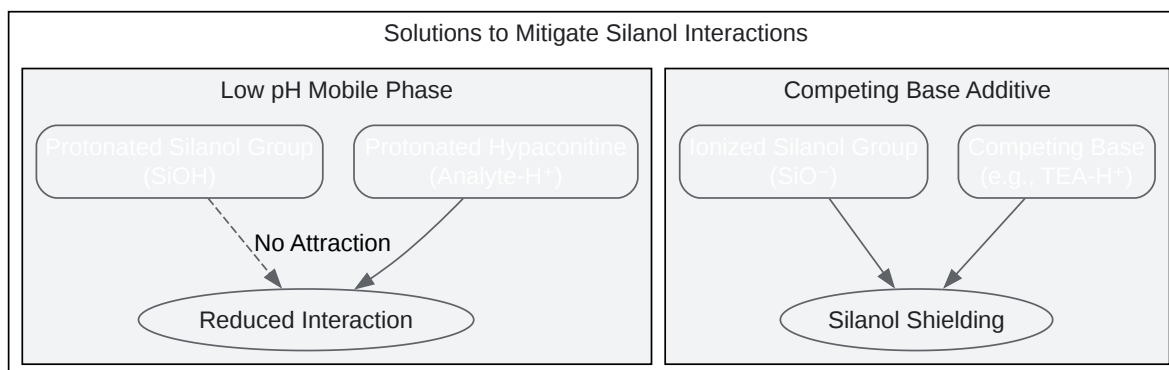 Solutions to Mitigate Silanol Interactions
Low pH Mobile Phase
Protonated Silanol Group
(SiOH)
Protonated Hypaconitine
(Analyte-H⁺)
No Attraction
Reduced Interaction
Competing Base Additive
Ionized Silanol Group
(SiO⁻)
Competing Base
(e.g., TEA-H⁺)
Silanol Shielding